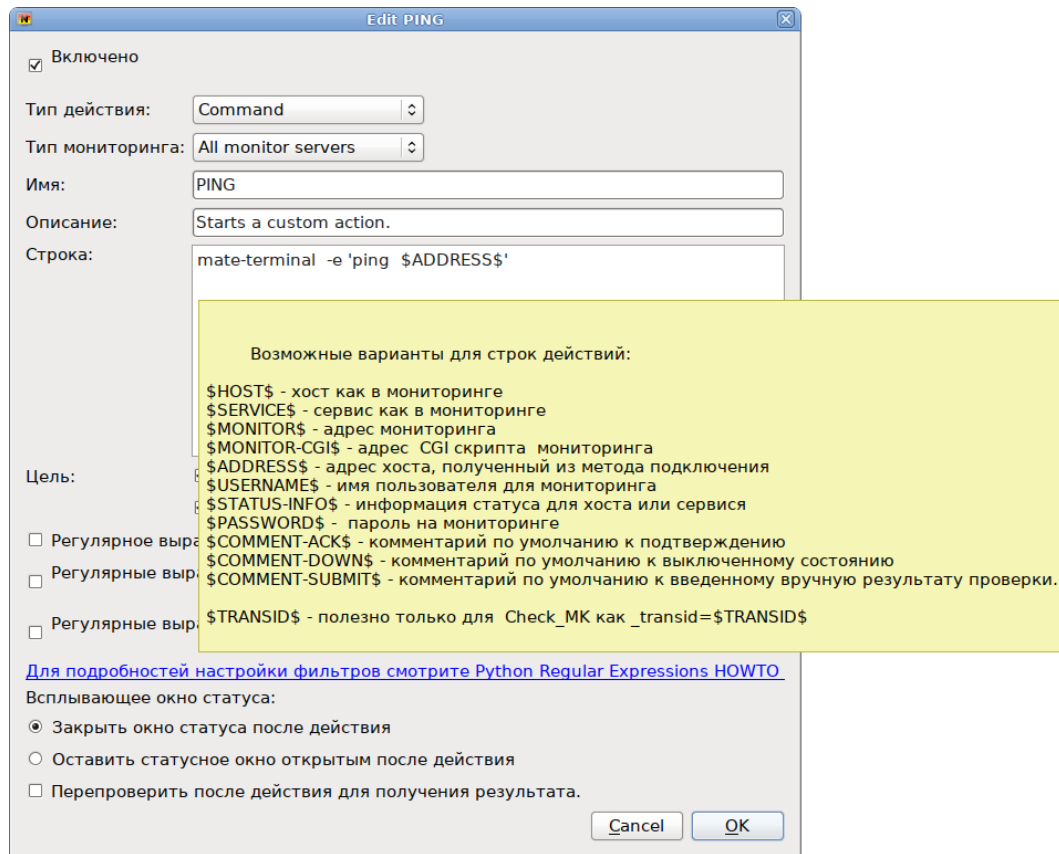 Edit PING
Включено
Тип действия: Command
Тип мониторинга: All monitor servers
Имя: PING
Описание: Starts a custom action.
Строка: mate-terminal -e 'ping $ADDRESS$'
Возможные варианты для строк действий:
$HOST$ - хост как в мониторинге
$SERVICE$ - сервис как в мониторинге
$MONITOR$ - адрес мониторинга
$MONITOR-CGI$ - адрес CGI скрипта мониторинга
$ADDRESS$ - адрес хоста, полученный из метода подключения
$USERNAME$ - имя пользователя для мониторинга
$STATUS-INFO$ - информация статуса для хоста или сервися
$PASSWORD$ - пароль на мониторинге
$COMMENT-ACK$ - комментарий по умолчанию к подтверждению
$COMMENT-DOWN$ - комментарий по умолчанию к выключенному состоянию
$COMMENT-SUBMIT$ - комментарий по умолчанию к введенному вручную результату проверки.
$TRANSID$ - полезно только для Check_MK как _transid=$TRANSID$
Цель:
Регулярное выра
Регулярные выр
Регулярные выр
Для подробностей настройки фильтров смотрите Python Regular Expressions HOWTO
Всплывающее окно статуса:
Закрыть окно статуса после действия
Оставить статусное окно открытым после действия
Перепроверить после действия для получения результата.
Cancel OK